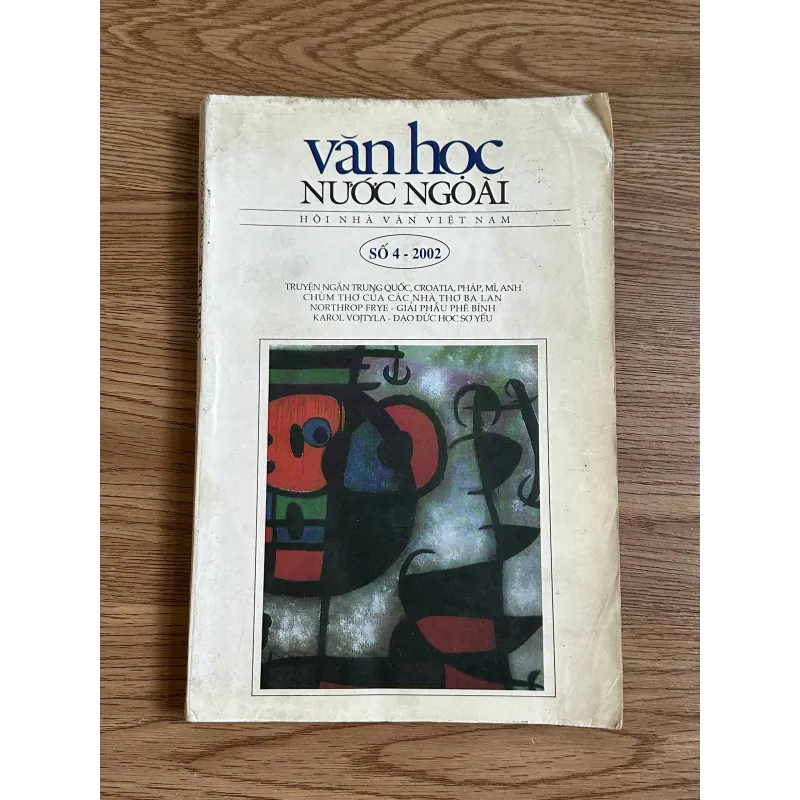 văn học
NƯỚC NGOÀI
HỘI NHÀ VĂN VIỆT NAM
SỐ 4 - 2002
TRUYỆN NGẮN TRUNG QUỐC, CROATIA, PHÁP, MĨ, ANH
CHÙM THƠ CỦA CÁC NHÀ THƠ BA LAN
NORTHROP FRYE - GIẢI PHẪU PHÊ BÌNH
KAROL VOJTYLA - ĐẠO ĐỨC HỌC SƠ YẾU